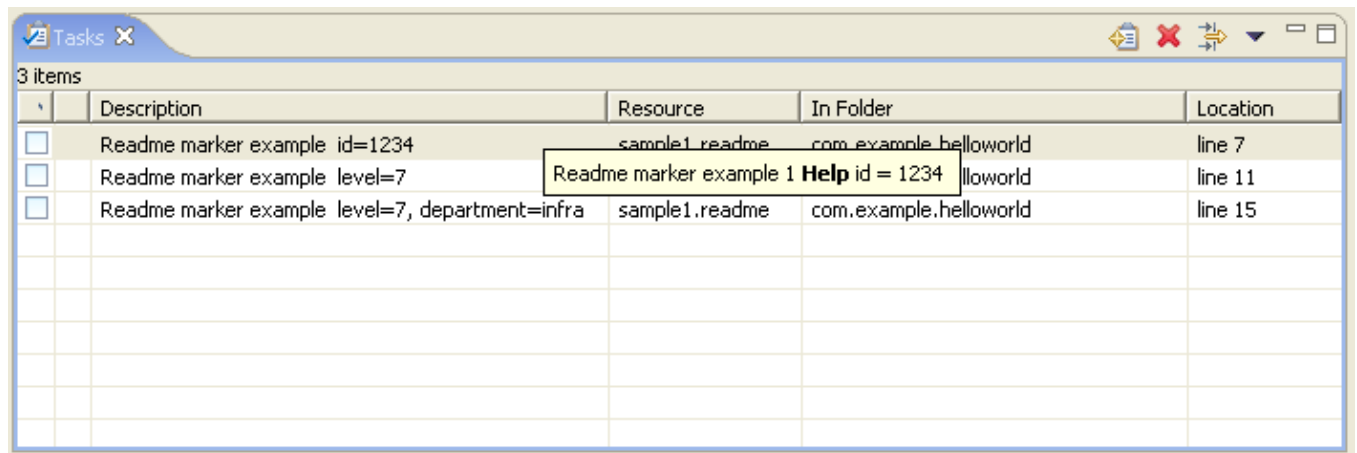 Tasks
3 items
Description Resource In Folder Location
Readme marker example id=1234 sample1.readme com.example.helloworld line 7
Readme marker example 1 Help id = 1234
Readme marker example level=7 lloworld line 11
Readme marker example level=7, department=infra sample1.readme com.example.helloworld line 15